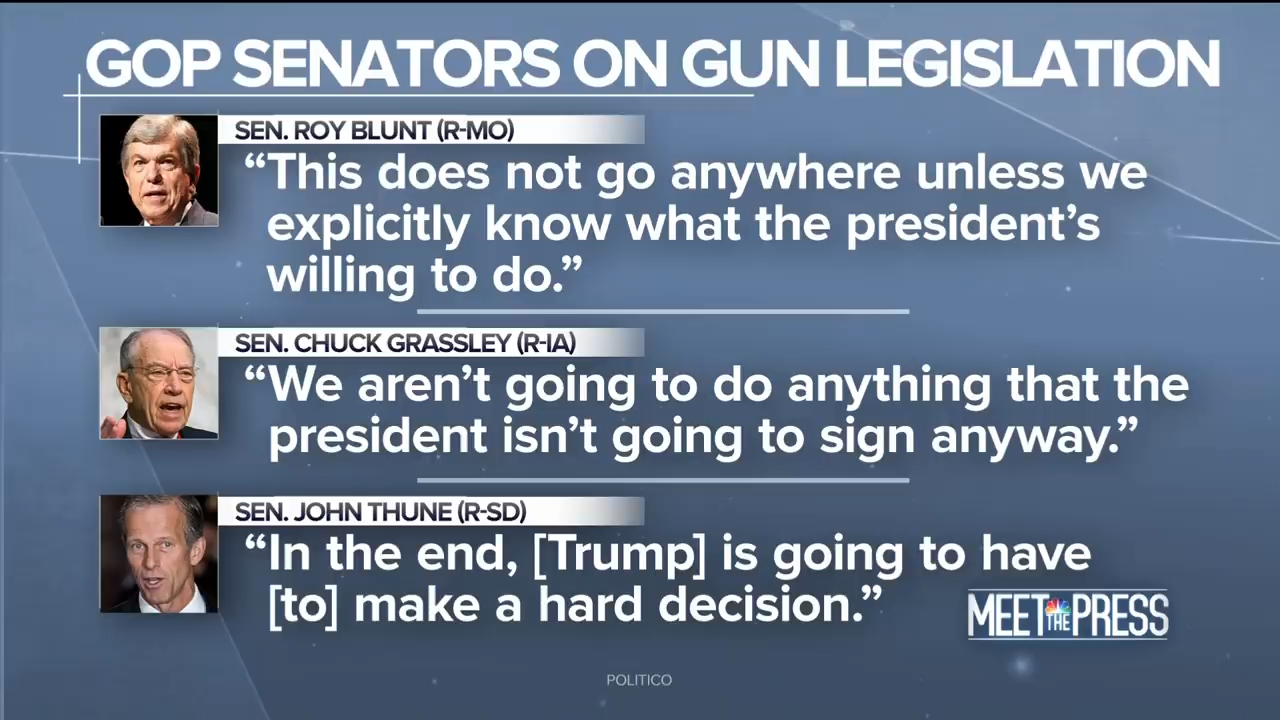 GOP SENATORS ON GUN LEGISLATION
SEN. ROY BLUNT (R-MO)
“This does not go anywhere unless we
explicitly know what the president’s
willing to do.”
SEN. CHUCK GRASSLEY (R-IA)
“We aren’t going to do anything that the
president isn’t going to sign anyway.”
SEN. JOHN THUNE (R-SD)
“In the end, [Trump] is going to have
[to] make a hard decision.”
MEET THE PRESS
POLITICO